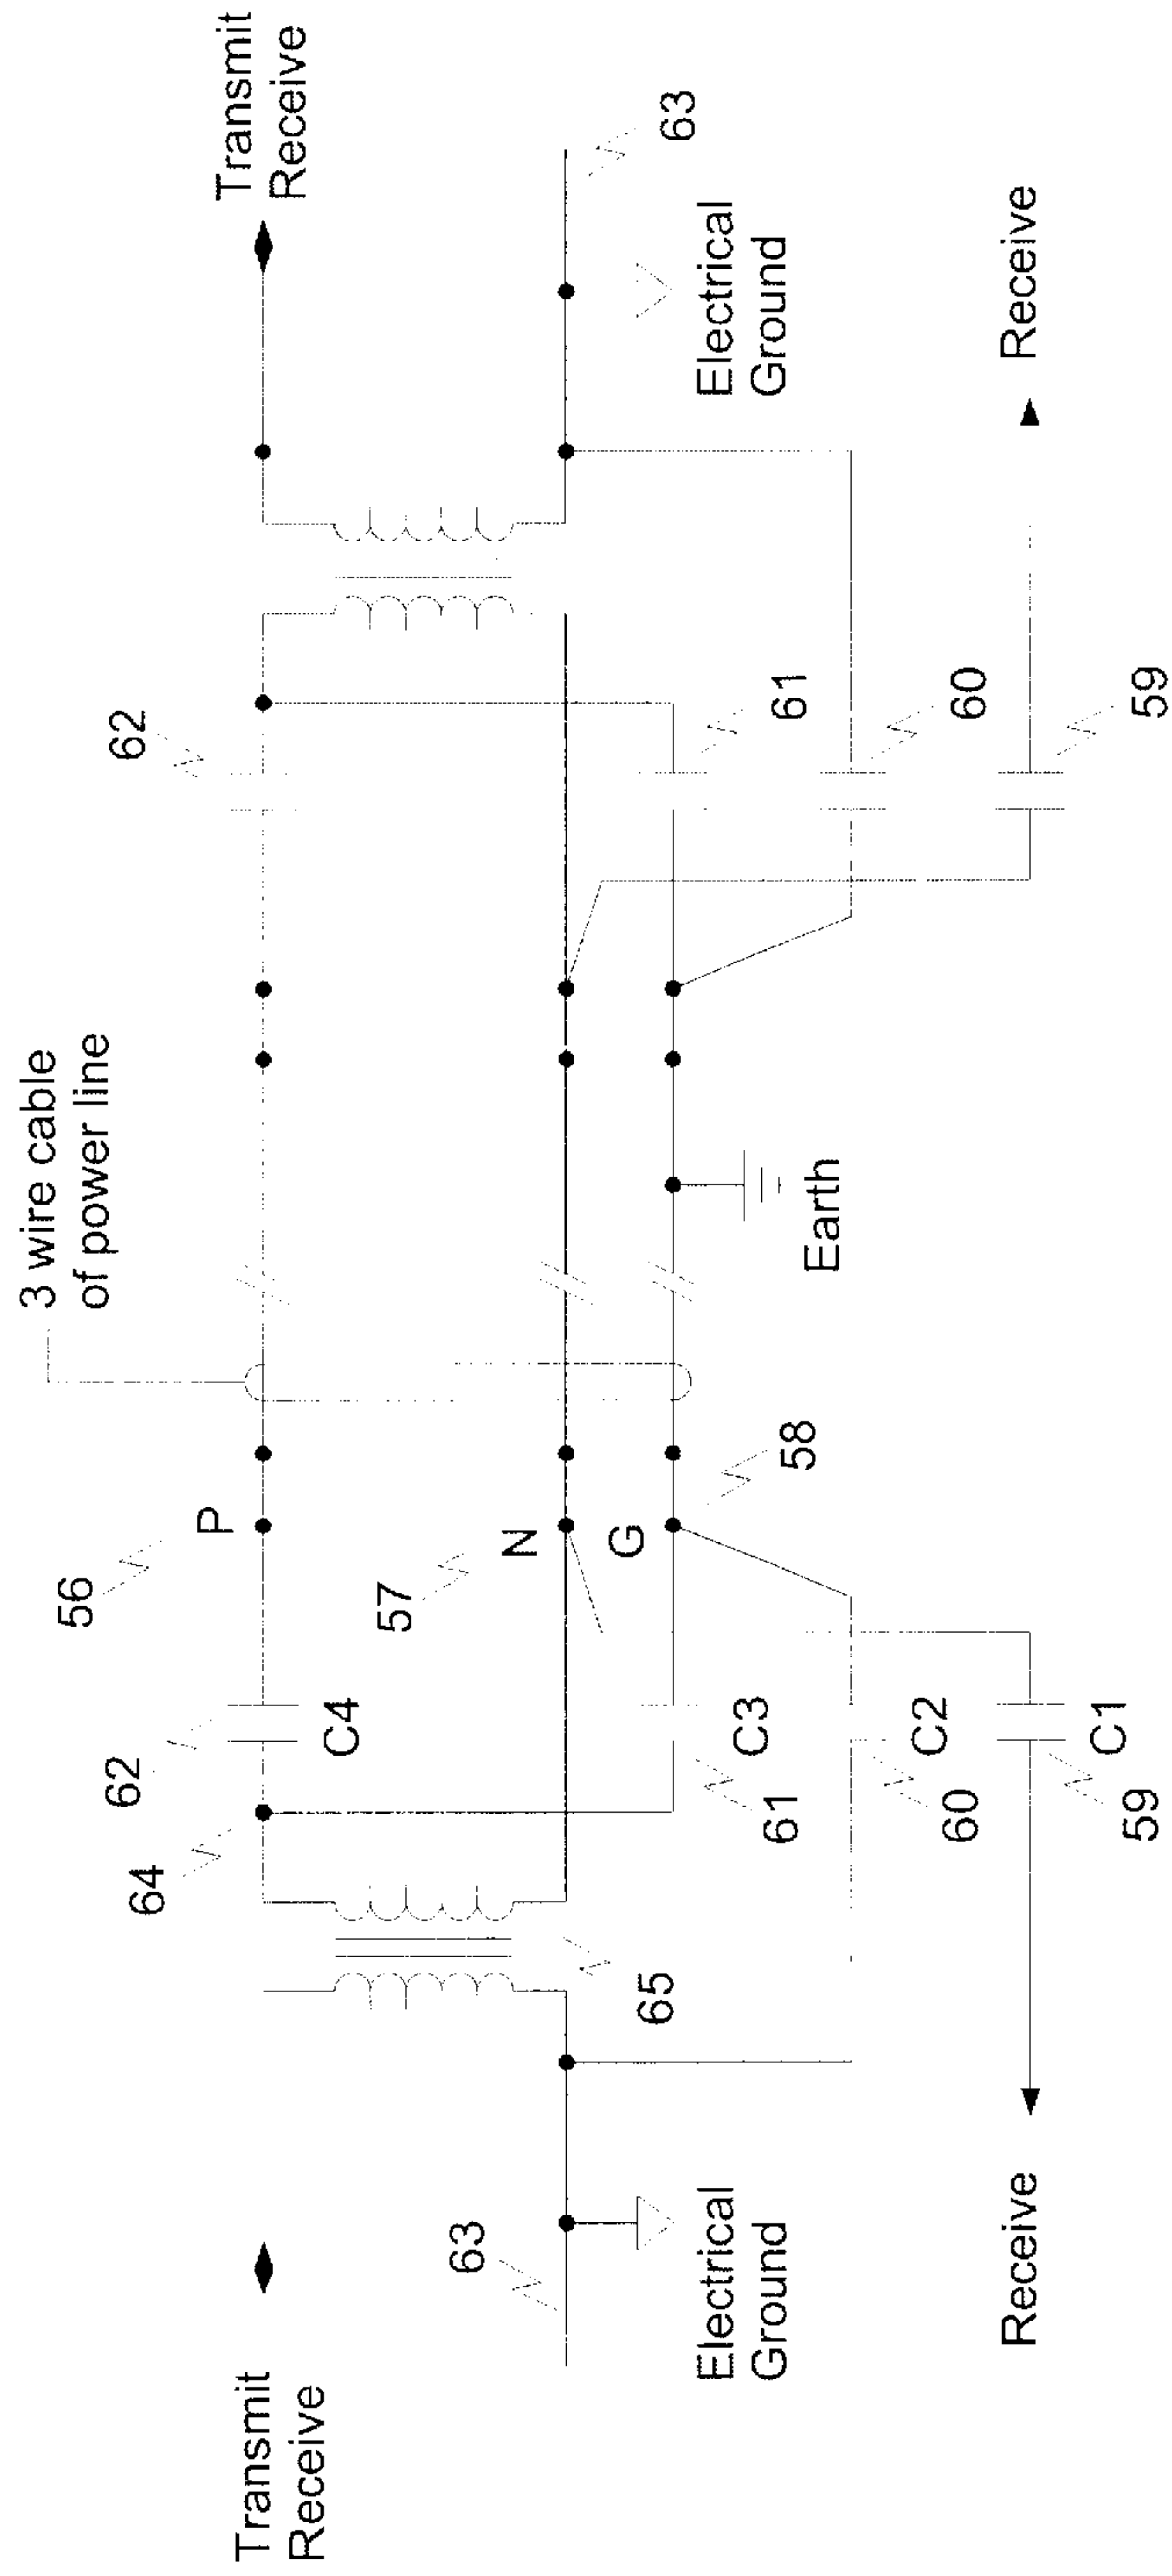 3 wire cable
of power line
Transmit
Receive
Transmit
Receive
64
62
56
P
62
63
57
N
63
65
G
58
Electrical
Ground
61
C3
C4
Earth
61
Electrical
Ground
60
C2
60
Receive
59
C1
59
Receive